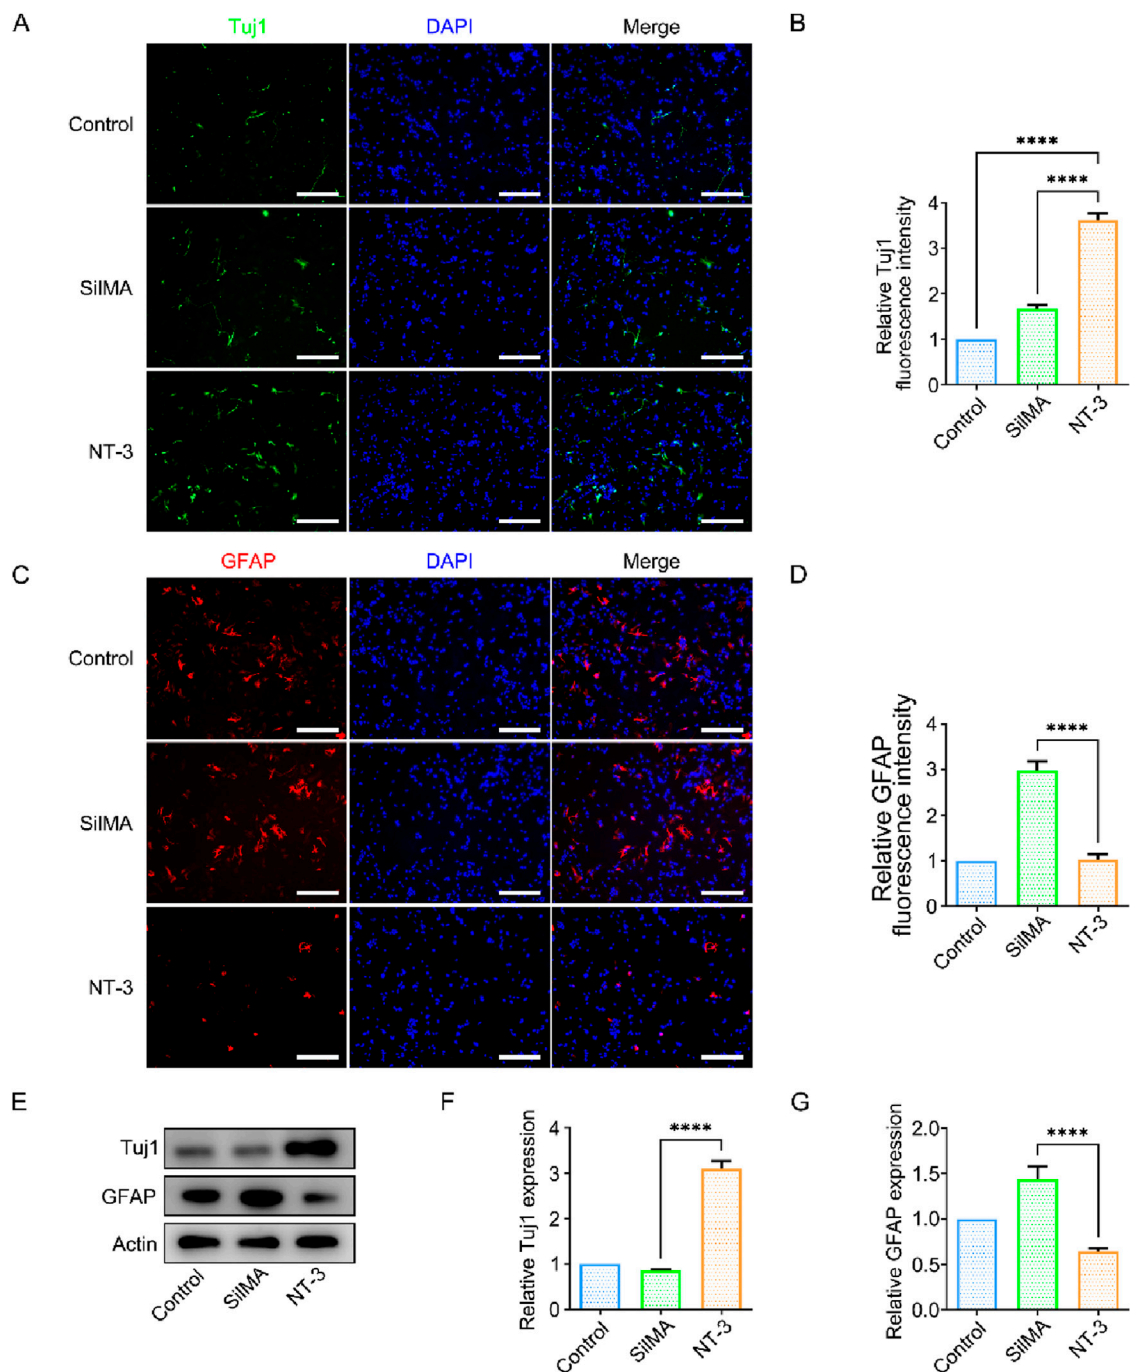 A
Tuj1 DAPI Merge
Control
SilMA
NT-3
B
****
****
Relative Tuj1
fluorescence intensity
4
3
2
1
0
Control SilMA NT-3
C
GFAP DAPI Merge
Control
SilMA
NT-3
D
****
Relative GFAP
fluorescence intensity
4
3
2
1
0
Control SilMA NT-3
E
Tuj1
GFAP
Actin
Control SilMA NT-3
F
****
Relative Tuj1 expression
4
3
2
1
0
Control SilMA NT-3
G
****
Relative GFAP expression
2.0
1.5
1.0
0.5
0.0
Control SilMA NT-3